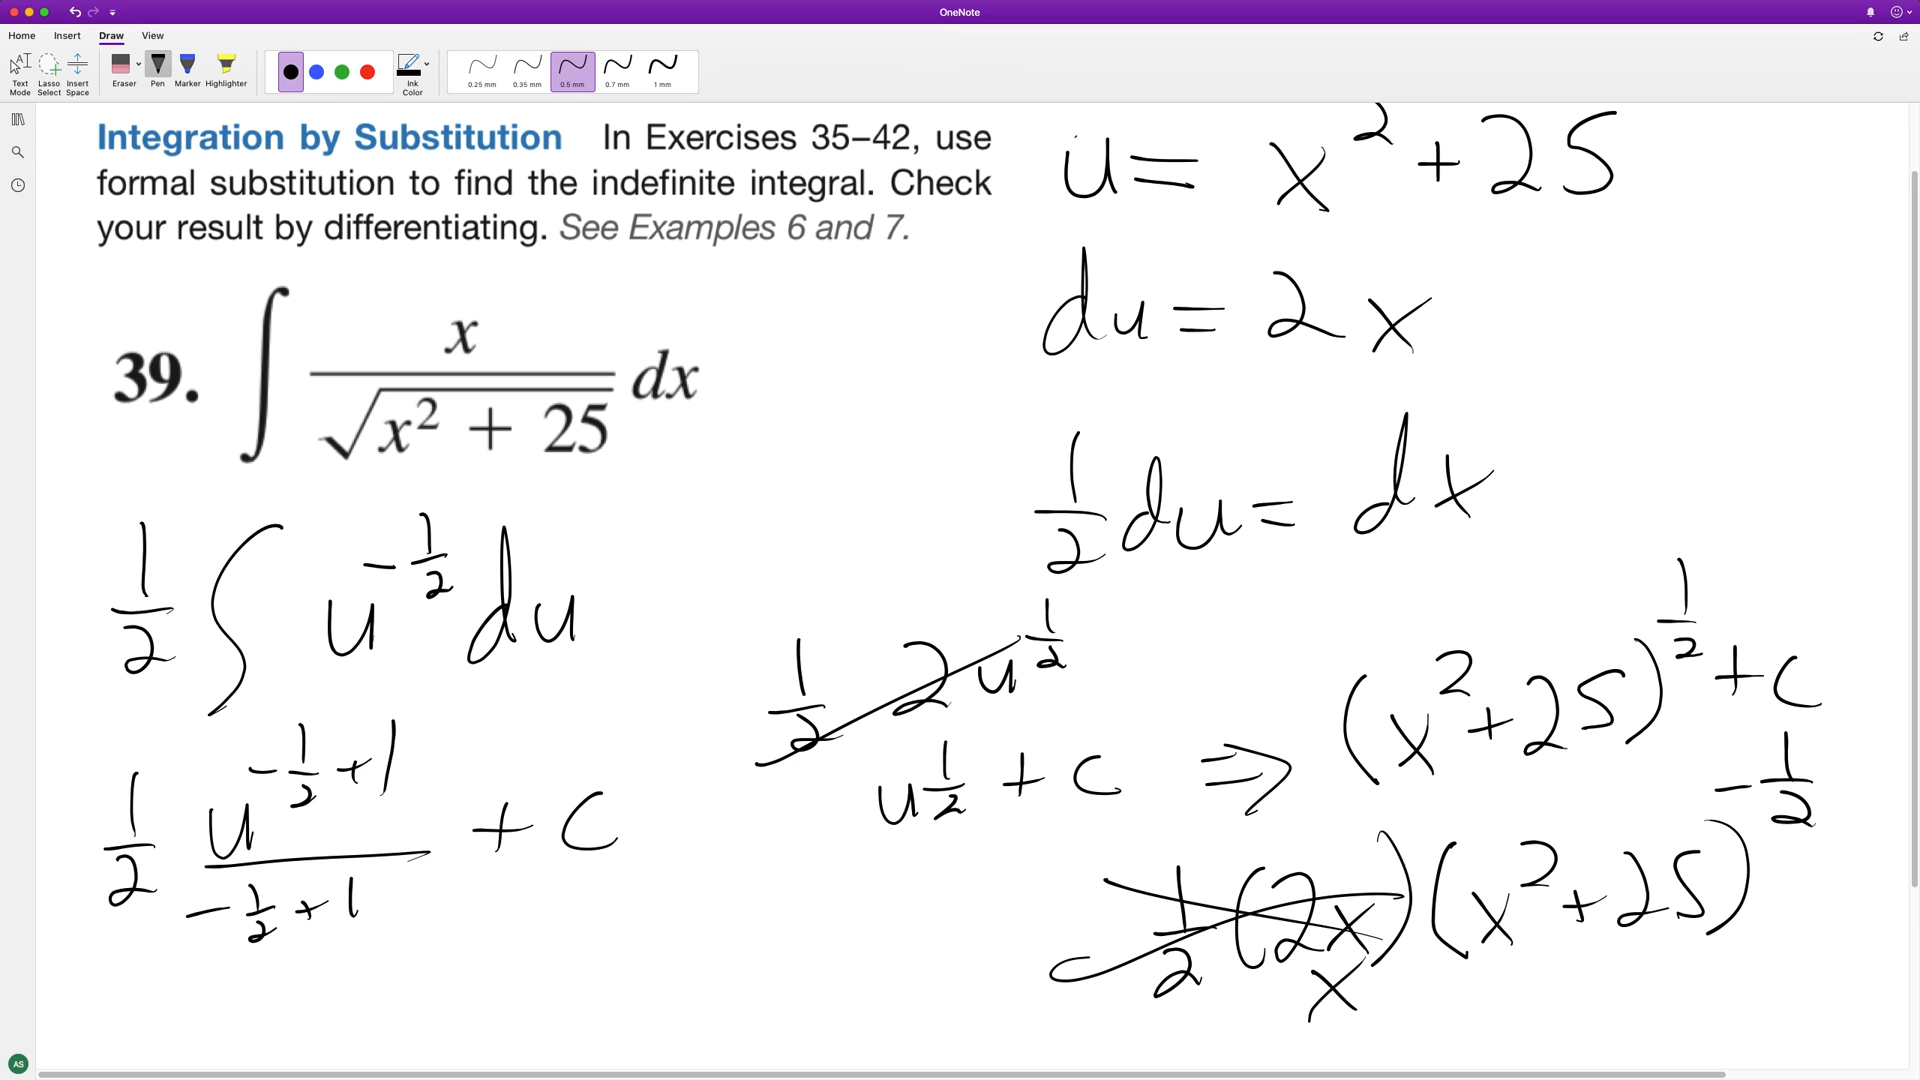 OneNote
Home Insert Draw View
Text Mode
Lasso Select
Insert Space
Eraser
Pen
Marker
Highlighter
Ink Color
0.25 mm
0.35 mm
0.5 mm
0.7 mm
1 mm
Integration by Substitution In Exercises 35–42, use
formal substitution to find the indefinite integral. Check
your result by differentiating. See Examples 6 and 7.
39. ∫ x/√(x² + 25) dx
u = x² + 25
du = 2x
1/2 du = dx
1/2 ∫ u^(-1/2) du
1/2 u^(-1/2+1)/(-1/2+1) + C
1/2 2u^(1/2)
u^(1/2) + C ⇒ (x²+25)^(1/2) + C
1/2 (2x) (x²+25)^(-1/2)
x
AS